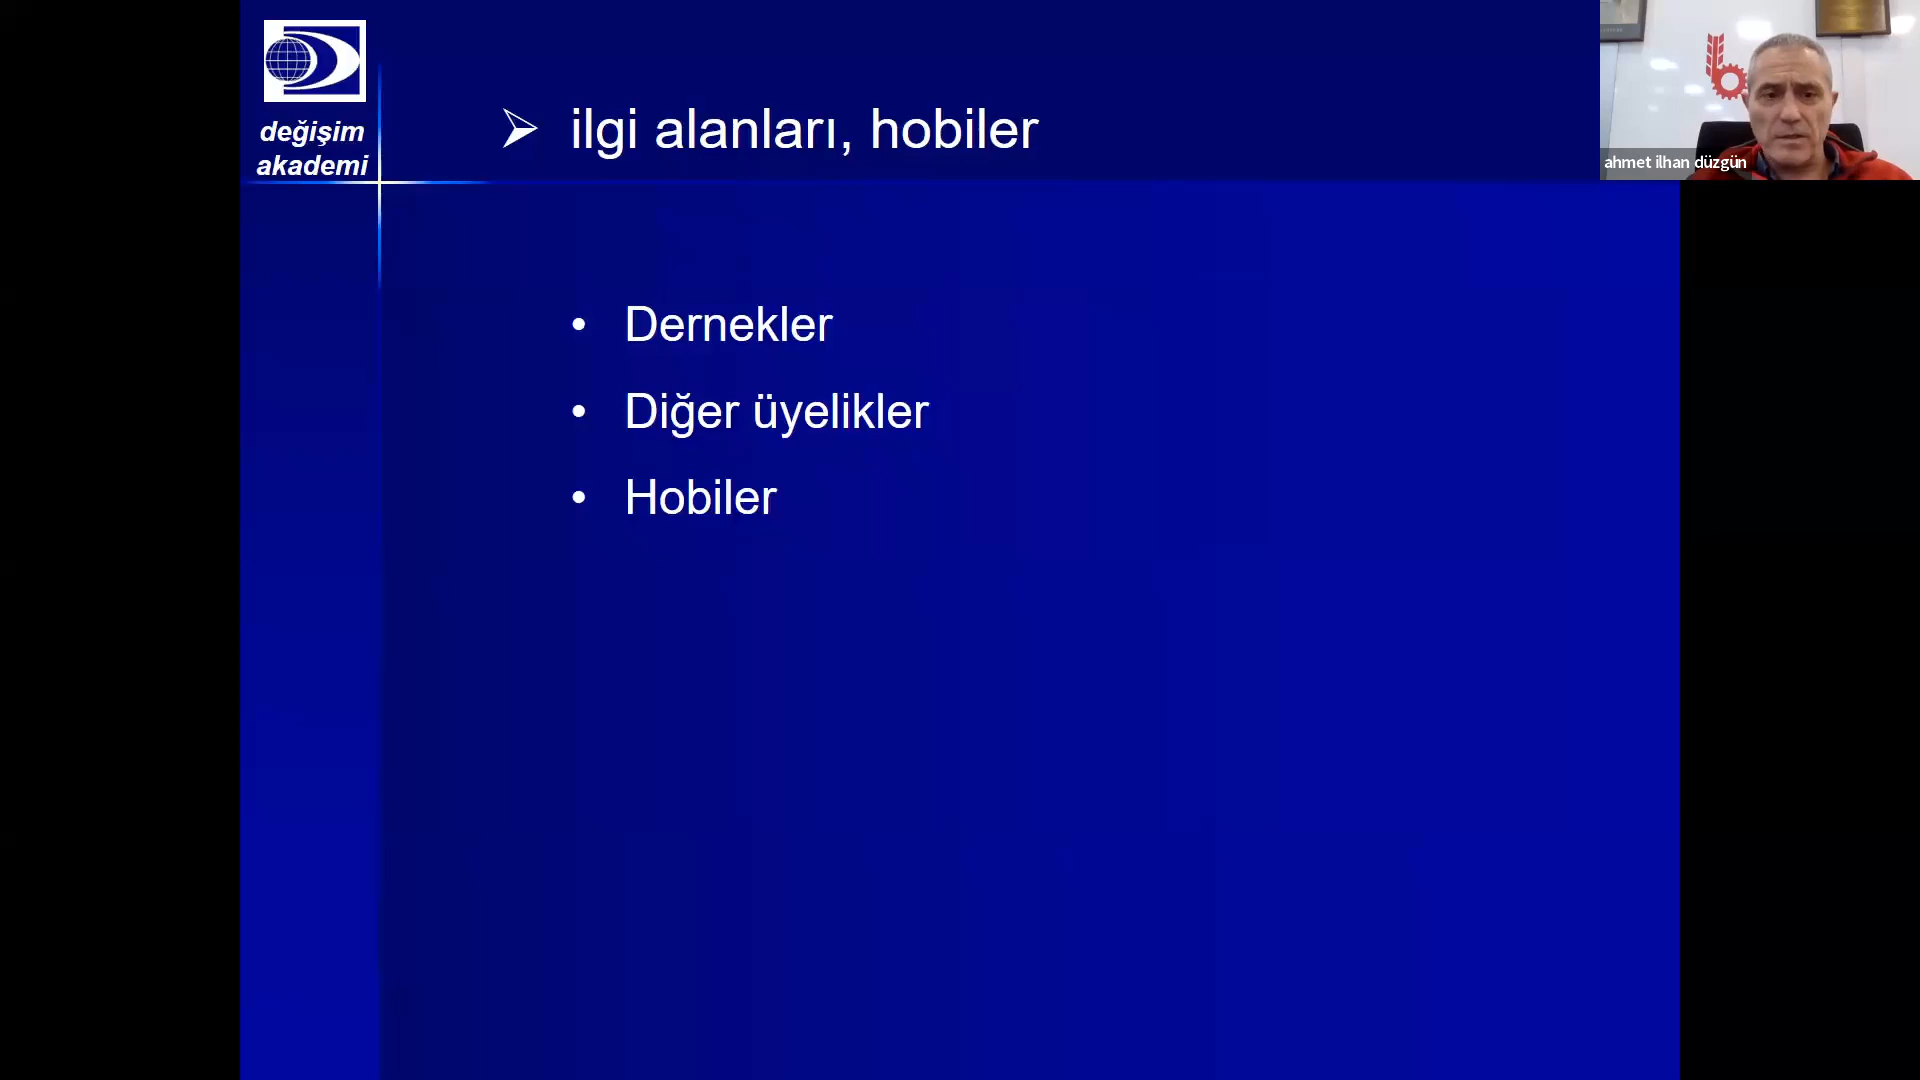 değişim
akademi
ilgi alanları, hobiler
ahmet ilhan düzgün
• Dernekler
• Diğer üyelikler
• Hobiler